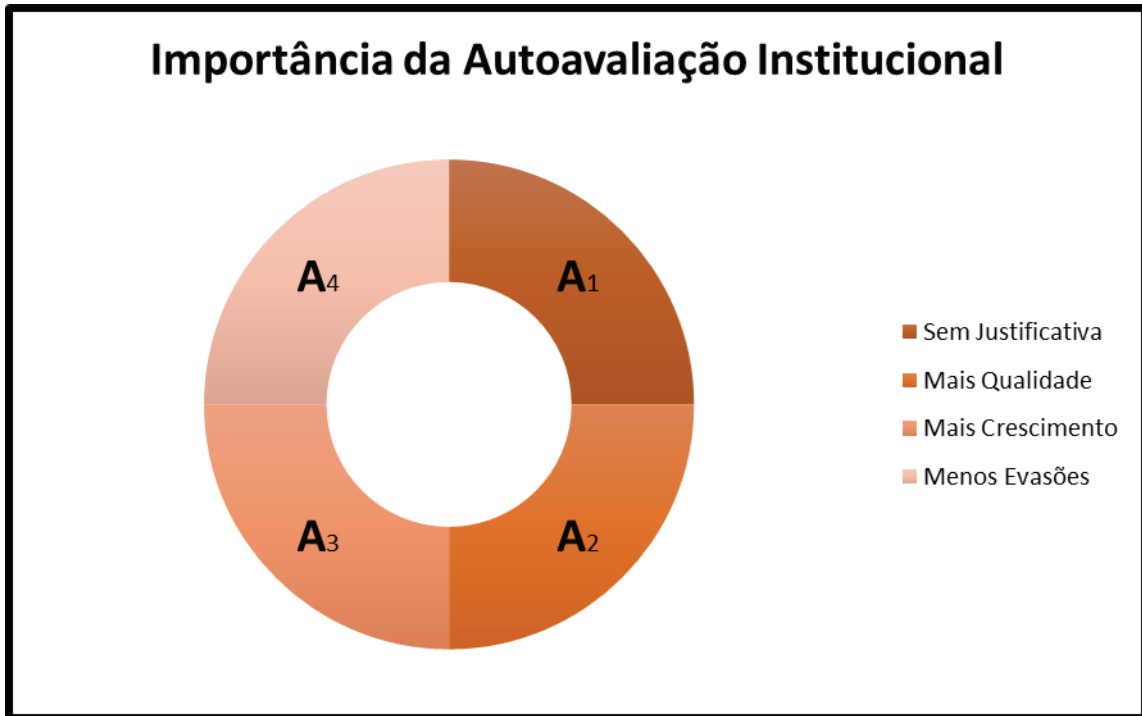 Importância da Autoavaliação Institucional
A4
A1
A3
A2
Sem Justificativa
Mais Qualidade
Mais Crescimento
Menos Evasões